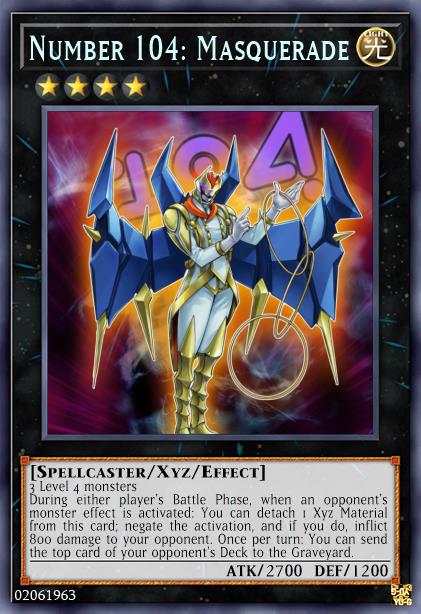 Number 104: Masquerade
LIGHT
光
104
[Spellcaster/Xyz/Effect]
3 Level 4 monsters
During either player's Battle Phase, when an opponent's
monster effect is activated: You can detach 1 Xyz Material
from this card; negate the activation, and if you do, inflict
800 damage to your opponent. Once per turn: You can send
the top card of your opponent's Deck to the Graveyard.
ATK/2700 DEF/1200
02061963